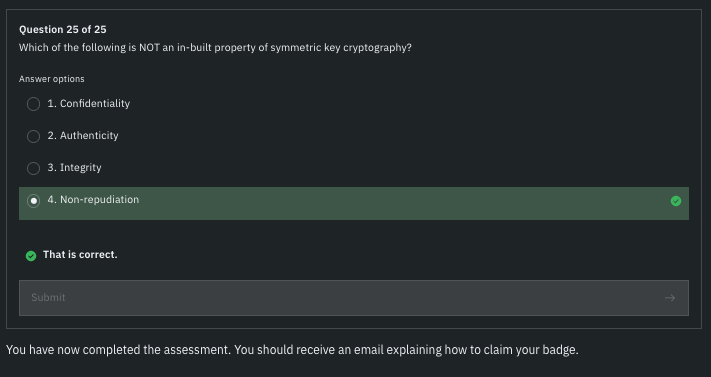 Question 25 of 25
Which of the following is NOT an in-built property of symmetric key cryptography?
Answer options
1. Confidentiality
2. Authenticity
3. Integrity
4. Non-repudiation
That is correct.
Submit
You have now completed the assessment. You should receive an email explaining how to claim your badge.